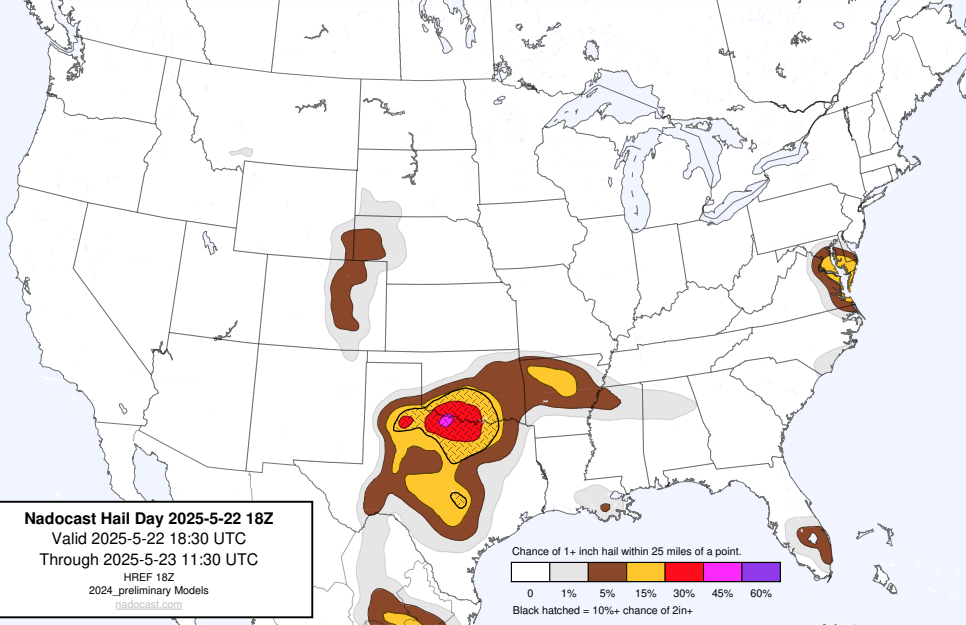 Nadocast Hail Day 2025-5-22 18Z
Valid 2025-5-22 18:30 UTC
Through 2025-5-23 11:30 UTC
HREF 18Z
2024_preliminary Models
nadocast.com
Chance of 1+ inch hail within 25 miles of a point.
0 1% 5% 15% 30% 45% 60%
Black hatched = 10%+ chance of 2in+